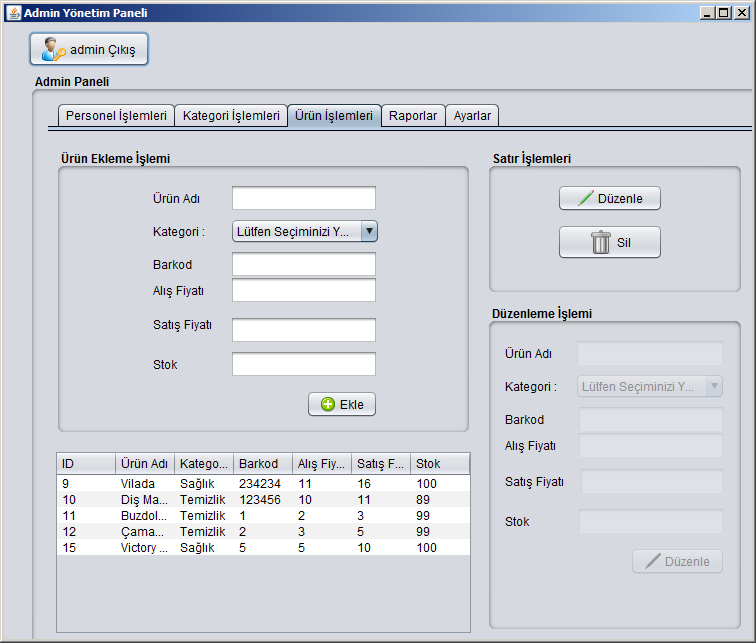 Admin Yönetim Paneli
admin Çıkış
Admin Paneli
Personel İşlemleri Kategori İşlemleri Ürün İşlemleri Raporlar Ayarlar
Ürün Ekleme İşlemi
Ürün Adı
Kategori : Lütfen Seçiminizi Y...
Barkod
Alış Fiyatı
Satış Fiyatı
Stok
Ekle
Satır İşlemleri
Düzenle
Sil
Düzenleme İşlemi
Ürün Adı
Kategori : Lütfen Seçiminizi Y...
Barkod
Alış Fiyatı
Satış Fiyatı
Stok
Düzenle
ID Ürün Adı Katego... Barkod Alış Fiy... Satış F... Stok
9 Vilada Sağlık 234234 11 16 100
10 Diş Ma... Temizlik 123456 10 11 89
11 Buzdol... Temizlik 1 2 3 99
12 Çama... Temizlik 2 3 5 99
15 Victory ... Sağlık 5 5 10 100